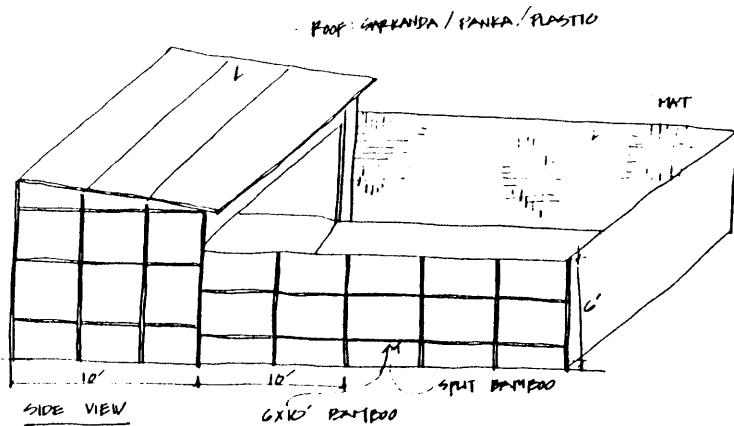 ROOF: SARKANDA / PANKA / PLASTIC
MAT
6'
10' 10'
SPLIT BAMBOO
6X10' BAMBOO
SIDE VIEW